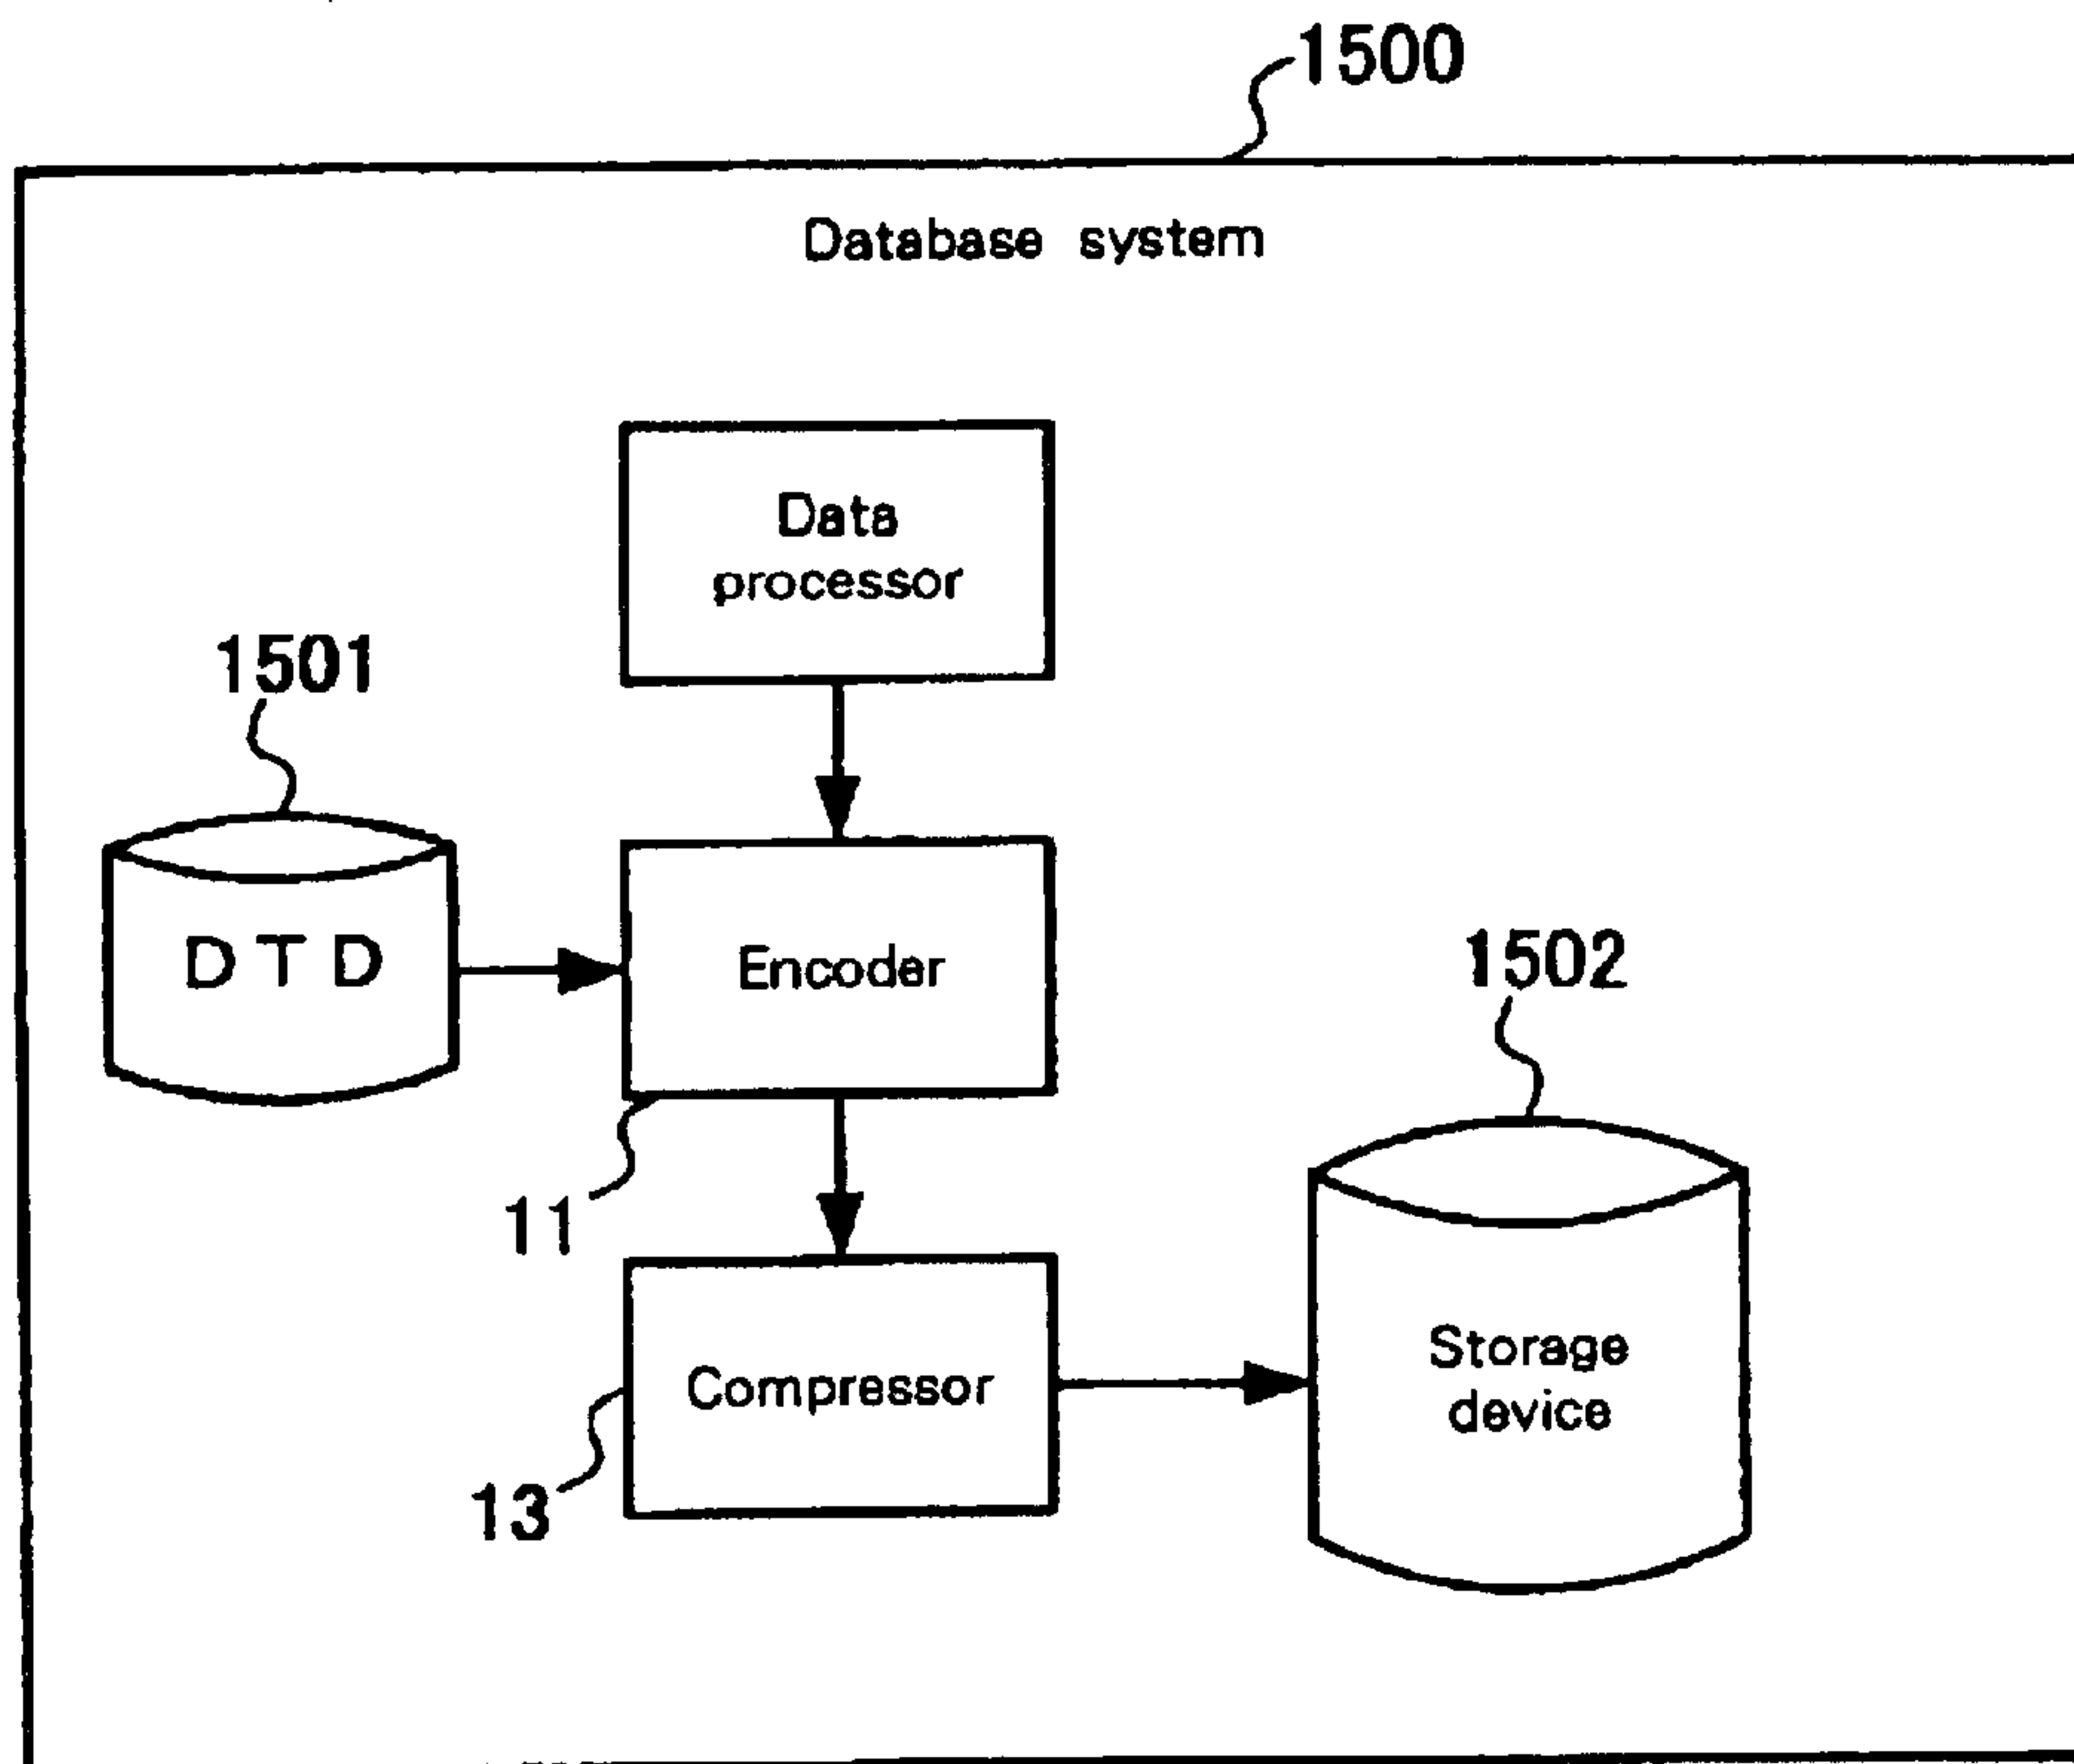 1500
Database system
Data
processor
1501
DTD
Encoder
1502
11
Storage
device
Compressor
13